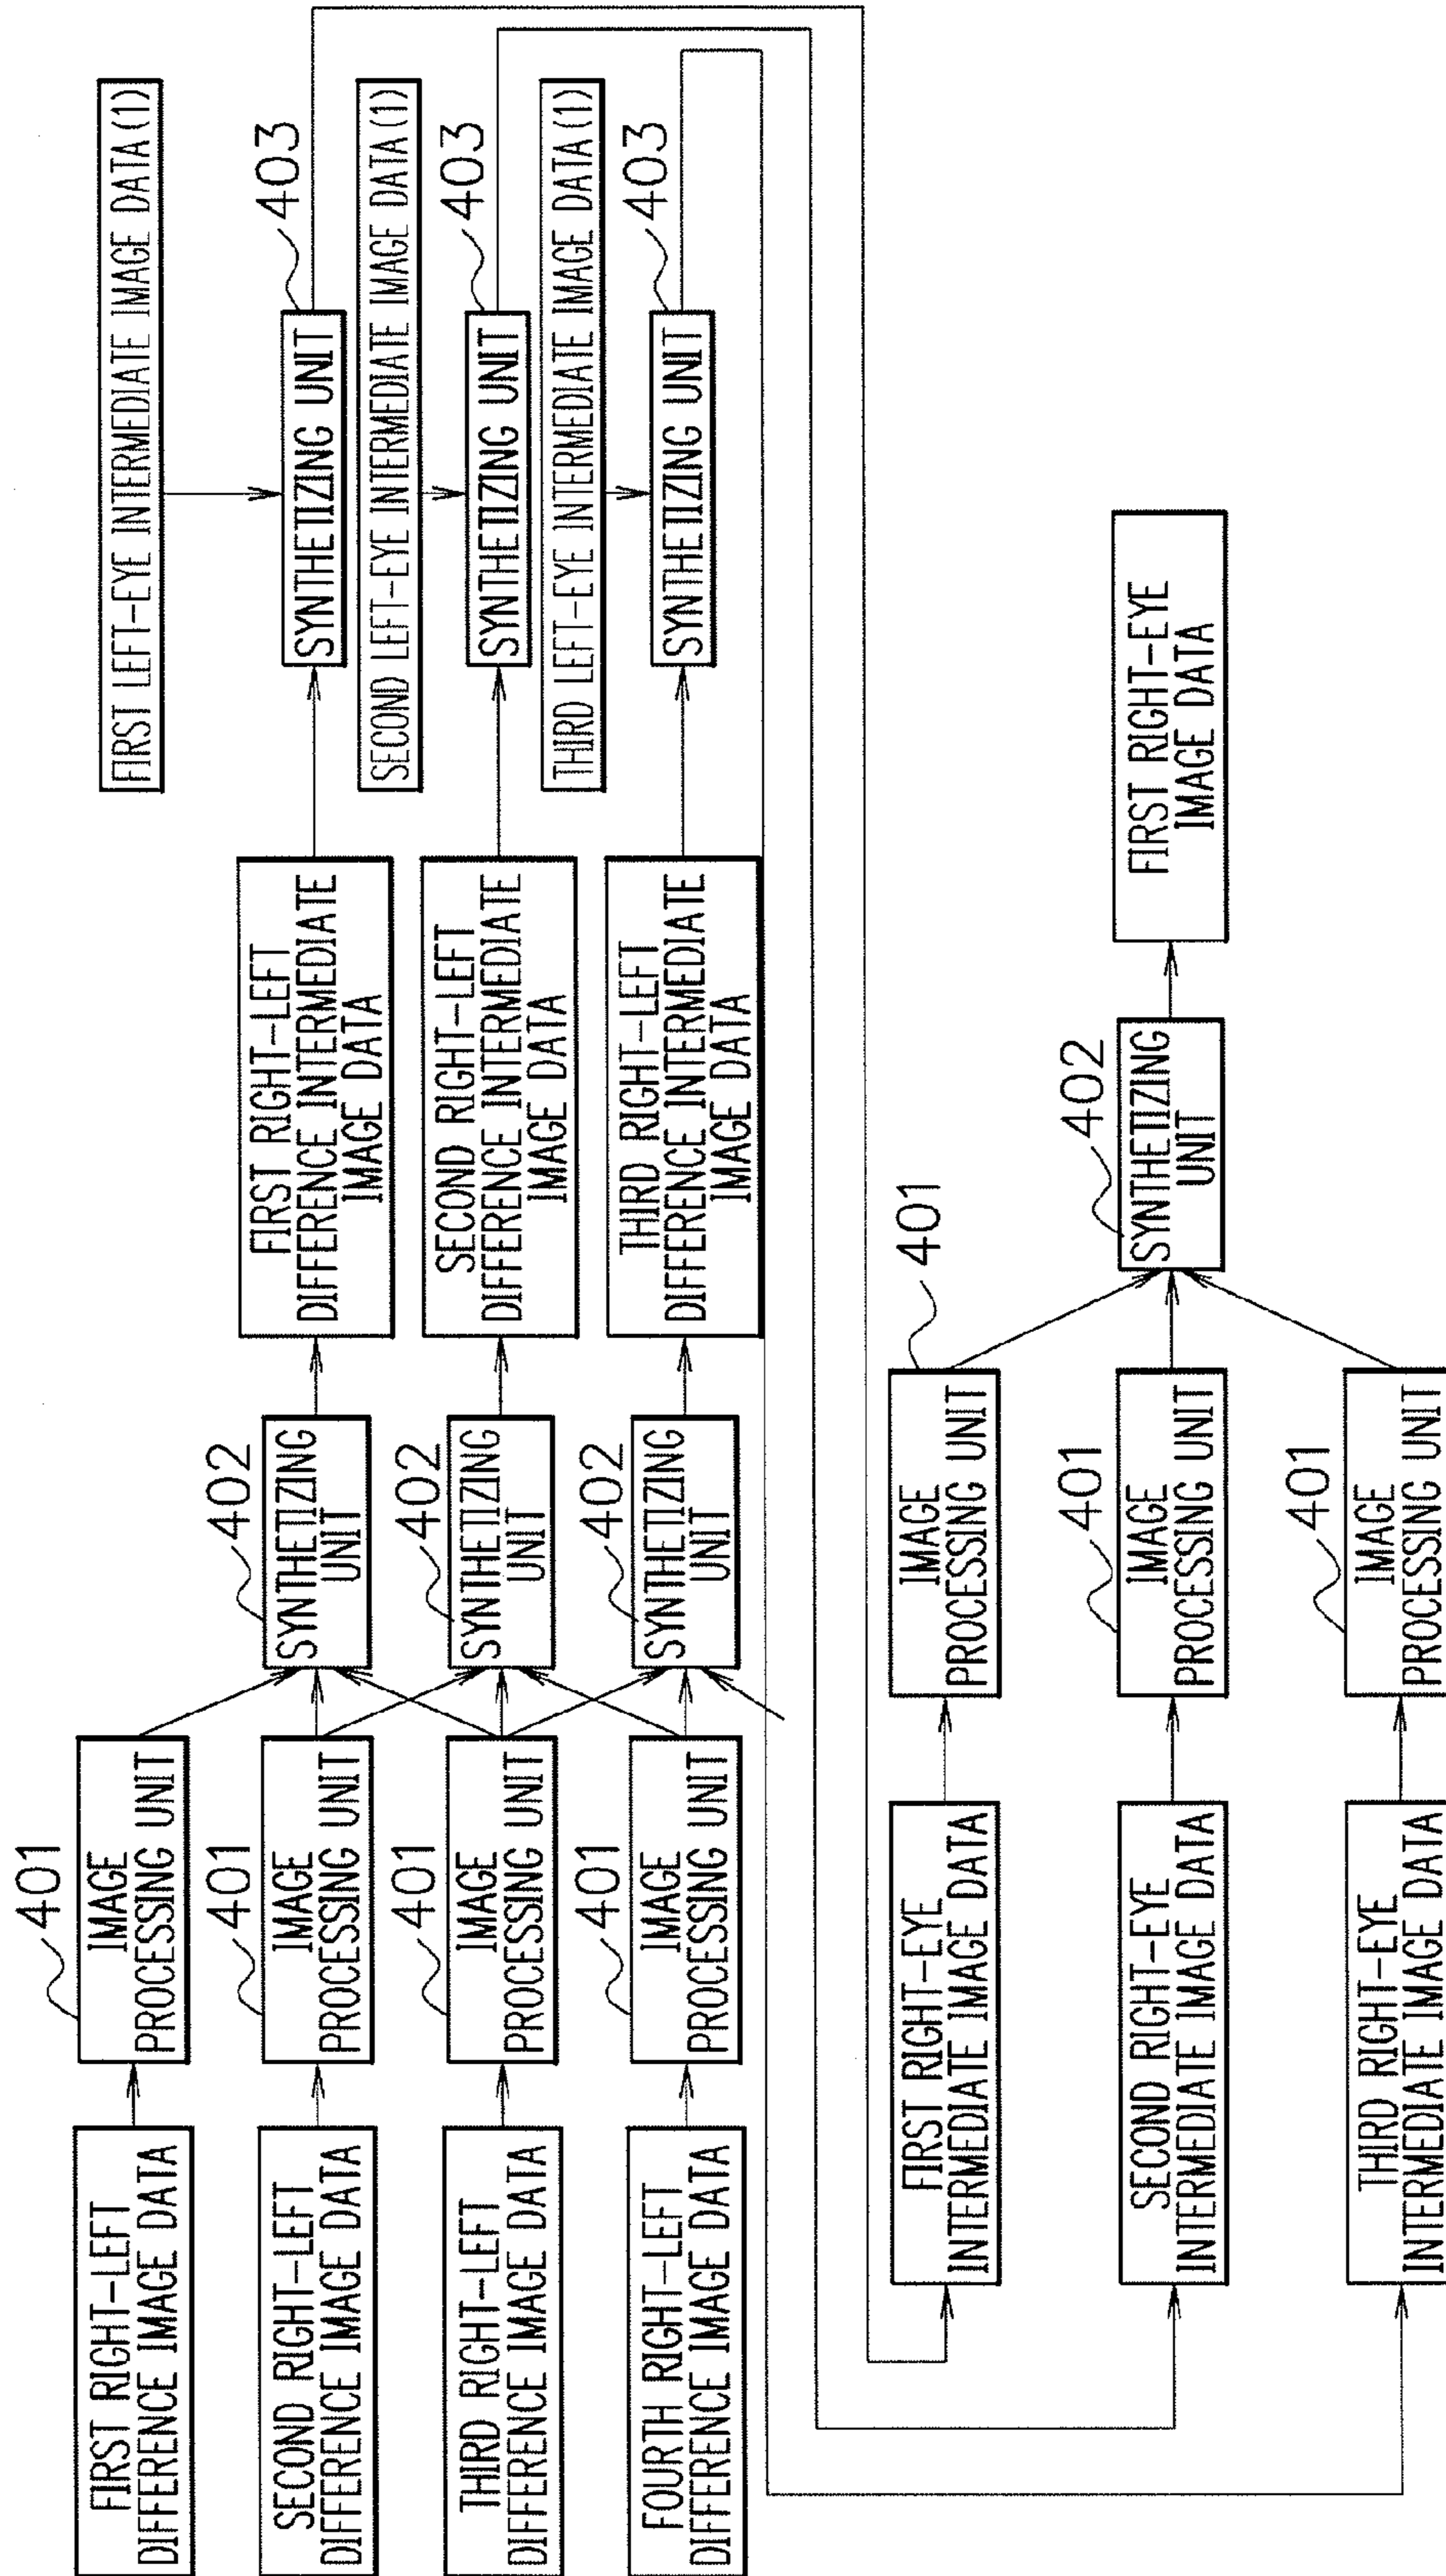 401
FIRST RIGHT-LEFT
DIFFERENCE IMAGE DATA
IMAGE
PROCESSING UNIT
FIRST LEFT-EYE INTERMEDIATE IMAGE DATA(1)
401
402
403
SECOND RIGHT-LEFT
DIFFERENCE IMAGE DATA
IMAGE
PROCESSING UNIT
SYNTHETIZING
UNIT
FIRST RIGHT-LEFT
DIFFERENCE INTERMEDIATE
IMAGE DATA
SYNTHETIZING UNIT
SECOND LEFT-EYE INTERMEDIATE IMAGE DATA(1)
401
402
403
THIRD RIGHT-LEFT
DIFFERENCE IMAGE DATA
IMAGE
PROCESSING UNIT
SYNTHETIZING
UNIT
SECOND RIGHT-LEFT
DIFFERENCE INTERMEDIATE
IMAGE DATA
SYNTHETIZING UNIT
THIRD LEFT-EYE INTERMEDIATE IMAGE DATA(1)
401
402
403
FOURTH RIGHT-LEFT
DIFFERENCE IMAGE DATA
IMAGE
PROCESSING UNIT
SYNTHETIZING
UNIT
THIRD RIGHT-LEFT
DIFFERENCE INTERMEDIATE
IMAGE DATA
SYNTHETIZING UNIT
401
FIRST RIGHT-EYE
INTERMEDIATE IMAGE DATA
IMAGE
PROCESSING UNIT
401
402
SECOND RIGHT-EYE
INTERMEDIATE IMAGE DATA
IMAGE
PROCESSING UNIT
SYNTHETIZING
UNIT
FIRST RIGHT-EYE
IMAGE DATA
401
THIRD RIGHT-EYE
INTERMEDIATE IMAGE DATA
IMAGE
PROCESSING UNIT